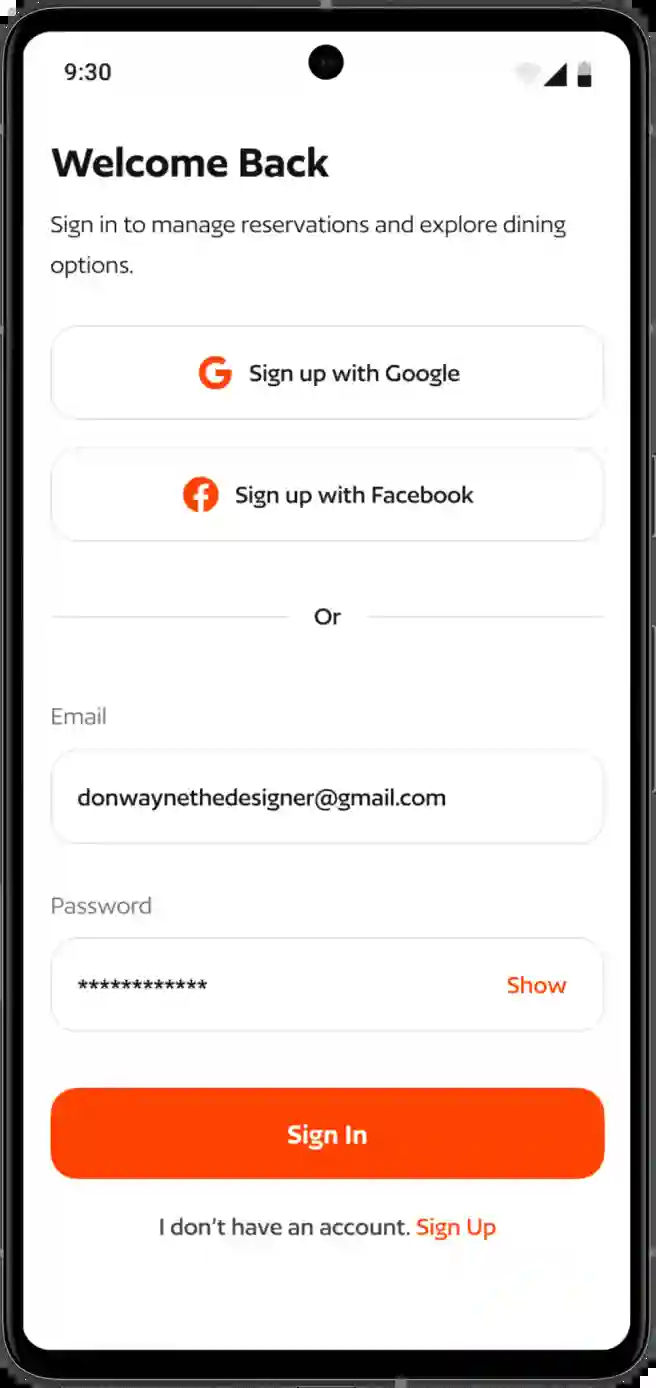 9:30
Welcome Back
Sign in to manage reservations and explore dining
options.
Sign up with Google
Sign up with Facebook
Or
Email
donwaynethedesigner@gmail.com
Password
************
Show
Sign In
I don’t have an account. Sign Up